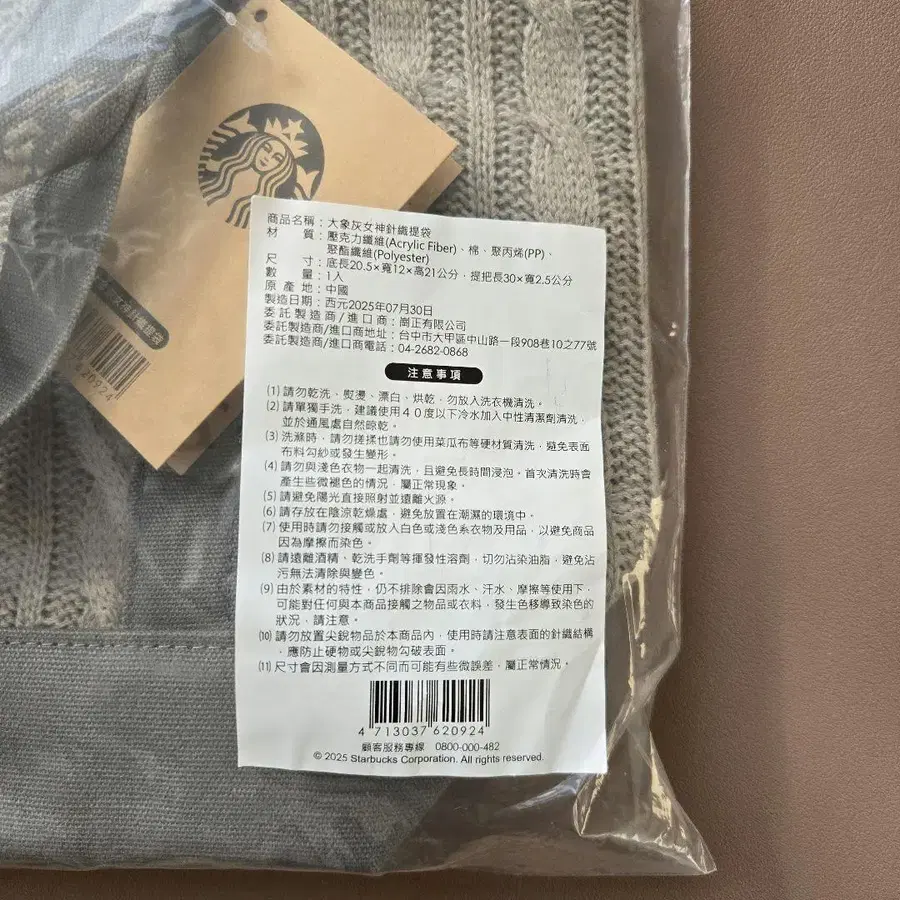 商品名稱：大象灰女神針織提袋
材　　質：壓克力纖維(Acrylic Fiber)、棉、聚丙烯(PP)、
聚酯纖維(Polyester)
尺　　寸：底長20.5×寬12×高21公分，提把長30×寬2.5公分
數　　量：1入
原 產 地：中國
製造日期：西元2025年07月30日
委託製造商/進口商：崗正有限公司
委託製造商/進口商地址：台中市大甲區中山路一段908巷10之77號
委託製造商/進口商電話：04-2682-0868
注意事項
(1) 請勿乾洗、熨燙、漂白、烘乾，勿放入洗衣機清洗。
(2) 請單獨手洗，建議使用４０度以下冷水加入中性清潔劑清洗，
並於通風處自然晾乾。
(3) 洗滌時，請勿搓揉也請勿使用菜瓜布等硬材質清洗，避免表面
布料勾紗或發生變形。
(4) 請勿與淺色衣物一起清洗，且避免長時間浸泡。首次清洗時會
產生些微褪色的情況，屬正常現象。
(5) 請避免陽光直接照射並遠離火源。
(6) 請存放在陰涼乾燥處，避免放置在潮濕的環境中。
(7) 使用時請勿接觸或放入白色或淺色系衣物及用品，以避免商品
因為摩擦而染色。
(8) 請遠離酒精、乾洗手劑等揮發性溶劑，切勿沾染油脂，避免沾
污無法清除與變色。
(9) 由於素材的特性，仍不排除會因雨水、汗水、摩擦等使用下，
可能對任何與本商品接觸之物品或衣料，發生色移導致染色的
狀況，請注意。
(10) 請勿放置尖銳物品於本商品內，使用時請注意表面的針織結構
，應防止硬物或尖銳物勾破表面。
(11) 尺寸會因測量方式不同而可能有些微誤差，屬正常情況。
4 713037 620924
顧客服務專線　0800-000-482
© 2025 Starbucks Corporation. All rights reserved.
神針織提袋
620924